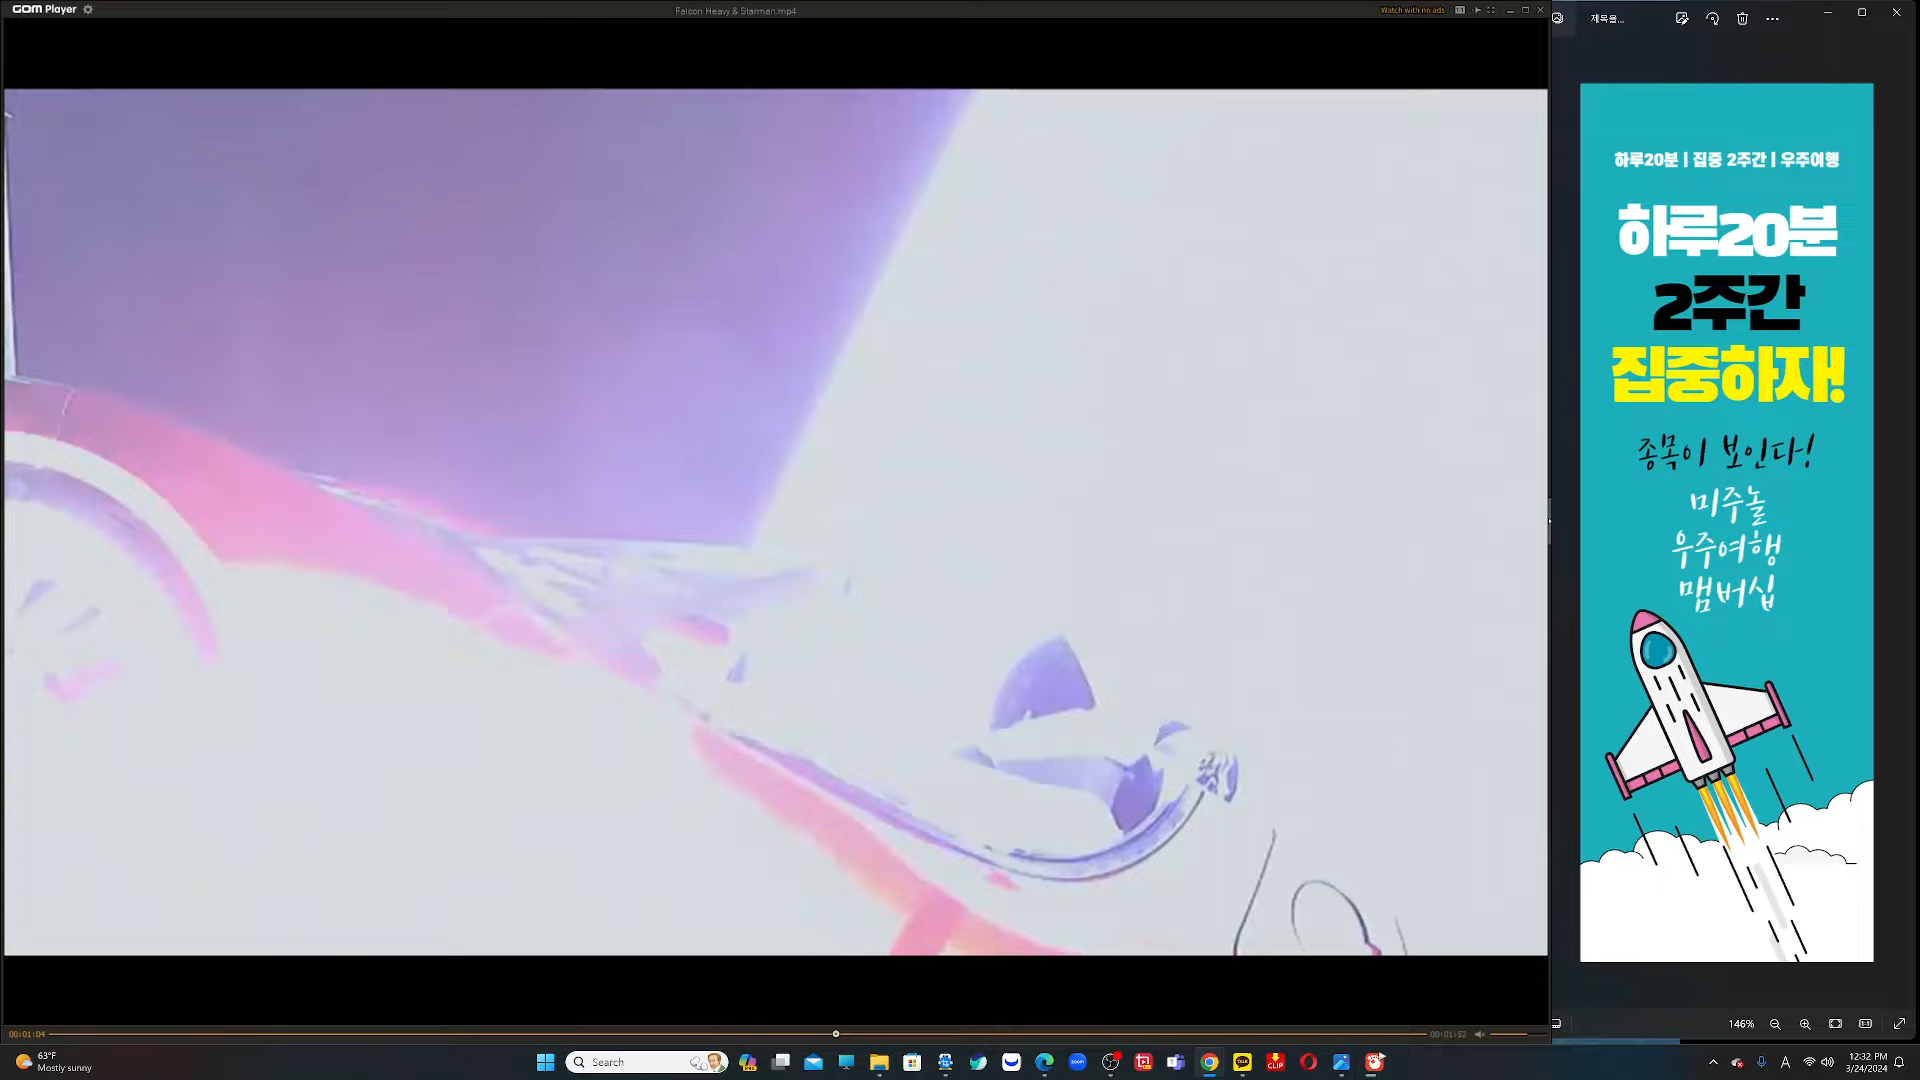 GOM Player
Falcon Heavy & Starman.mp4
Watch with no ads
제목을...
하루20분 | 집중 2주간 | 우주여행
하루20분
2주간
집중하자!
종목이 보인다!
미주놀
우주여행
맴버십
00:01:04
00:01:52
146%
63°F
Mostly sunny
Search
zoom
TALK
CLIP
A
12:32 PM
3/24/2024